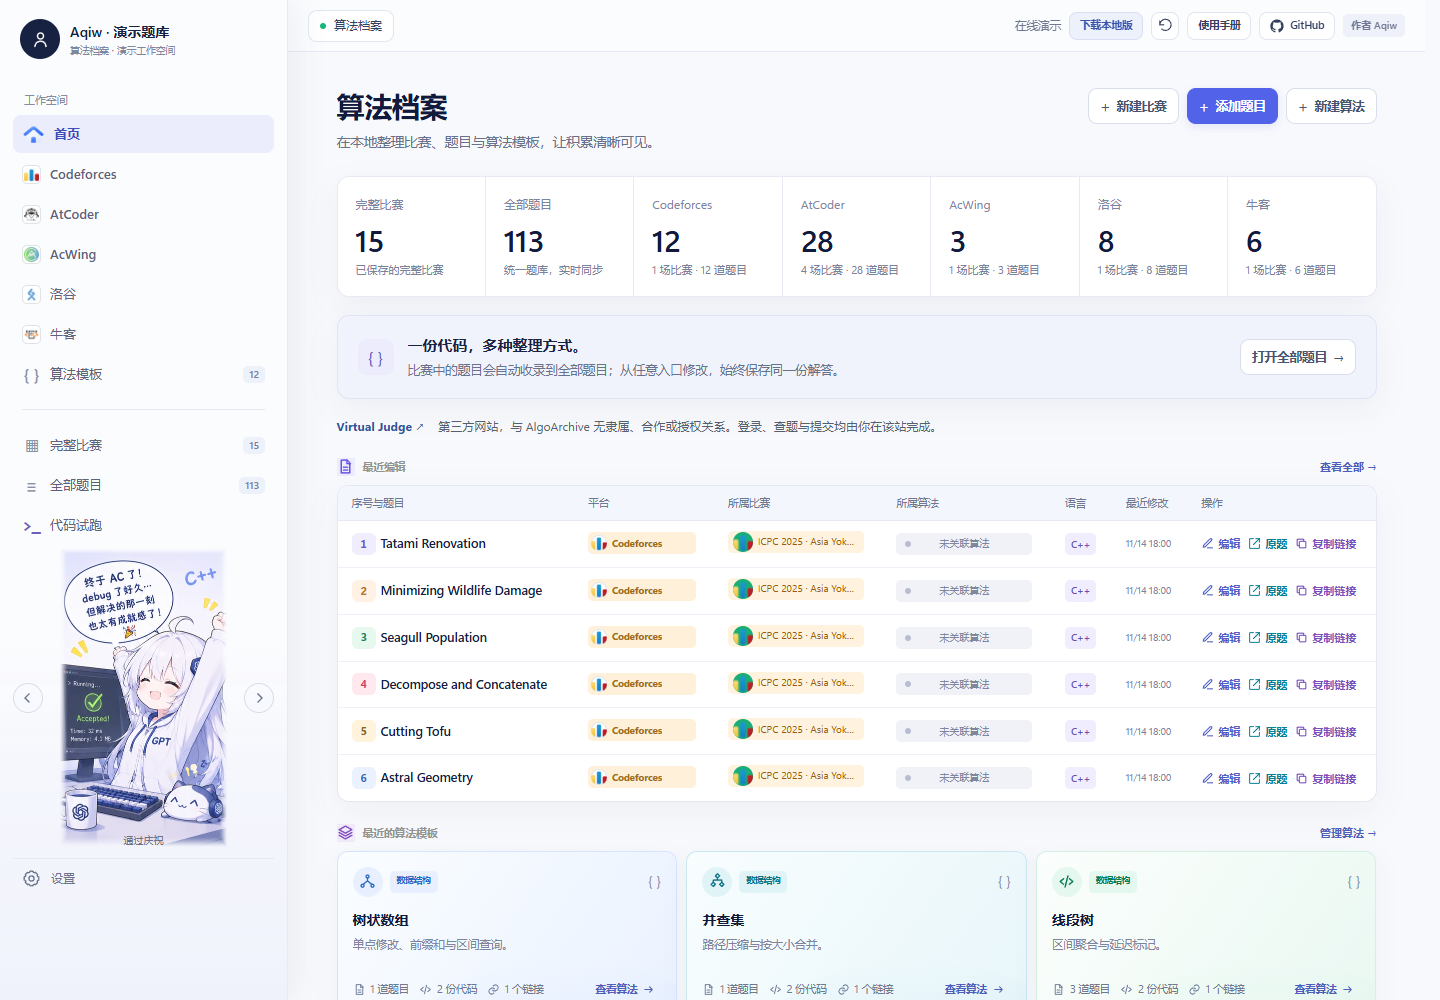 Aqiw · 演示题库
算法档案 · 演示工作空间
工作空间
首页
Codeforces
AtCoder
AcWing
洛谷
牛客
{ } 算法模板 12
完整比赛 15
全部题目 113
>_ 代码试跑
终于 AC 了!
debug 了好久...
但解决的那一刻
也太有成就感了!
C++
> Running...
Accepted!
Time: 32 ms
Memory: 4.1 MB
GPT
通过庆祝
设置
算法档案
在线演示 下载本地版 使用手册 GitHub 作者 Aqiw
算法档案
在本地整理比赛、题目与算法模板，让积累清晰可见。
+ 新建比赛 + 添加题目 + 新建算法
完整比赛 全部题目 Codeforces AtCoder AcWing 洛谷 牛客
15 113 12 28 3 8 6
已保存的完整比赛 统一题库，实时同步 1 场比赛 · 12 道题目 4 场比赛 · 28 道题目 1 场比赛 · 3 道题目 1 场比赛 · 8 道题目 1 场比赛 · 6 道题目
{ } 一份代码，多种整理方式。
比赛中的题目会自动收录到全部题目；从任意入口修改，始终保存同一份解答。
打开全部题目 →
Virtual Judge ↗ 第三方网站，与 AlgoArchive 无隶属、合作或授权关系。登录、查题与提交均由你在该站完成。
最近编辑 查看全部 →
序号与题目 平台 所属比赛 所属算法 语言 最近修改 操作
1 Tatami Renovation Codeforces ICPC 2025 · Asia Yok... 未关联算法 C++ 11/14 18:00 编辑 原题 复制链接
2 Minimizing Wildlife Damage Codeforces ICPC 2025 · Asia Yok... 未关联算法 C++ 11/14 18:00 编辑 原题 复制链接
3 Seagull Population Codeforces ICPC 2025 · Asia Yok... 未关联算法 C++ 11/14 18:00 编辑 原题 复制链接
4 Decompose and Concatenate Codeforces ICPC 2025 · Asia Yok... 未关联算法 C++ 11/14 18:00 编辑 原题 复制链接
5 Cutting Tofu Codeforces ICPC 2025 · Asia Yok... 未关联算法 C++ 11/14 18:00 编辑 原题 复制链接
6 Astral Geometry Codeforces ICPC 2025 · Asia Yok... 未关联算法 C++ 11/14 18:00 编辑 原题 复制链接
最近的算法模板 管理算法 →
数据结构 { }
树状数组
单点修改、前缀和与区间查询。
1 道题目 2 份代码 1 个链接 查看算法 →
数据结构 { }
并查集
路径压缩与按大小合并。
1 道题目 2 份代码 1 个链接 查看算法 →
数据结构 { }
线段树
区间聚合与延迟标记。
3 道题目 2 份代码 1 个链接 查看算法 →